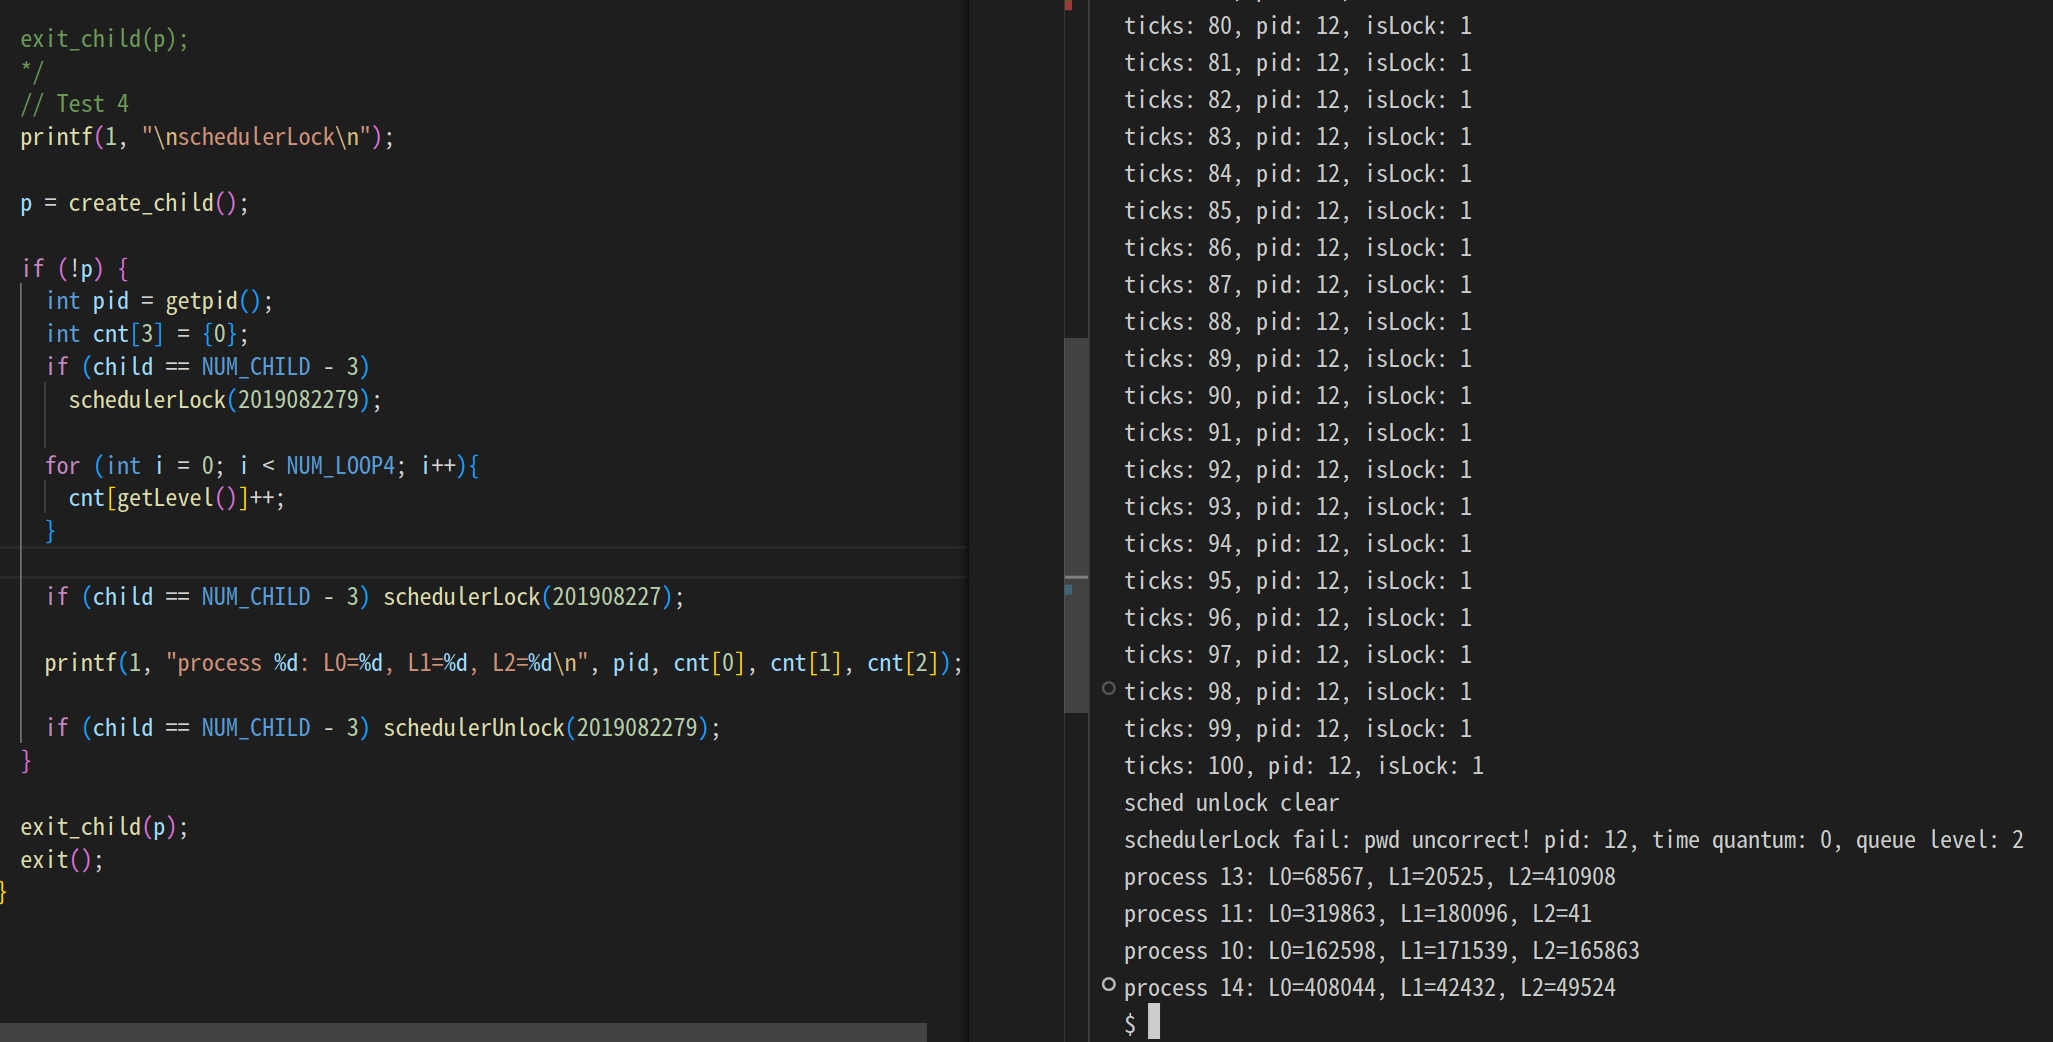 exit_child(p);
*/
// Test 4
printf(1, "\nschedulerLock\n");
p = create_child();
if (!p) {
int pid = getpid();
int cnt[3] = {0};
if (child == NUM_CHILD - 3)
schedulerLock(2019082279);
for (int i = 0; i < NUM_LOOP4; i++){
cnt[getLevel()]++;
}
if (child == NUM_CHILD - 3) schedulerLock(201908227);
printf(1, "process %d: L0=%d, L1=%d, L2=%d\n", pid, cnt[0], cnt[1], cnt[2]);
if (child == NUM_CHILD - 3) schedulerUnlock(2019082279);
}
exit_child(p);
exit();
}
ticks: 80, pid: 12, isLock: 1
ticks: 81, pid: 12, isLock: 1
ticks: 82, pid: 12, isLock: 1
ticks: 83, pid: 12, isLock: 1
ticks: 84, pid: 12, isLock: 1
ticks: 85, pid: 12, isLock: 1
ticks: 86, pid: 12, isLock: 1
ticks: 87, pid: 12, isLock: 1
ticks: 88, pid: 12, isLock: 1
ticks: 89, pid: 12, isLock: 1
ticks: 90, pid: 12, isLock: 1
ticks: 91, pid: 12, isLock: 1
ticks: 92, pid: 12, isLock: 1
ticks: 93, pid: 12, isLock: 1
ticks: 94, pid: 12, isLock: 1
ticks: 95, pid: 12, isLock: 1
ticks: 96, pid: 12, isLock: 1
ticks: 97, pid: 12, isLock: 1
ticks: 98, pid: 12, isLock: 1
ticks: 99, pid: 12, isLock: 1
ticks: 100, pid: 12, isLock: 1
sched unlock clear
schedulerLock fail: pwd uncorrect! pid: 12, time quantum: 0, queue level: 2
process 13: L0=68567, L1=20525, L2=410908
process 11: L0=319863, L1=180096, L2=41
process 10: L0=162598, L1=171539, L2=165863
process 14: L0=408044, L1=42432, L2=49524
$